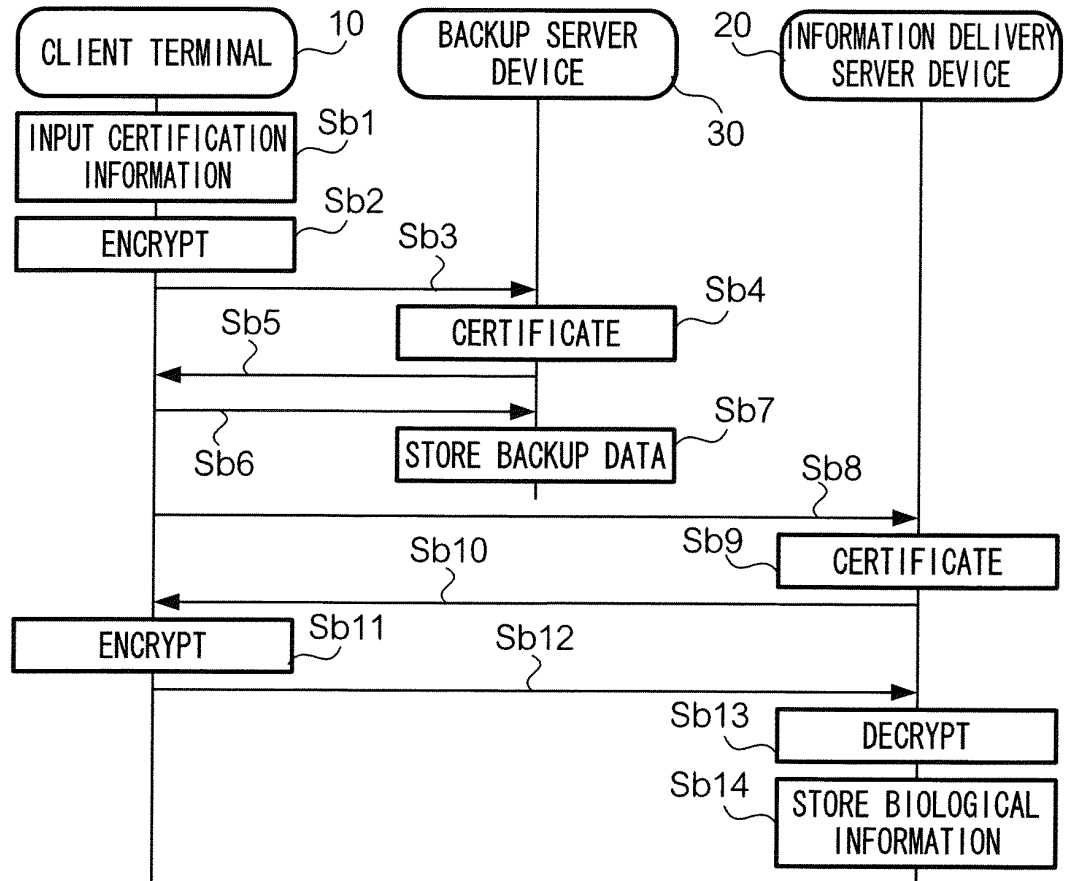 CLIENT TERMINAL
10
BACKUP SERVER
DEVICE
30
20
INFORMATION DELIVERY
SERVER DEVICE
INPUT CERTIFICATION
INFORMATION
Sb1
ENCRYPT
Sb2
Sb3
CERTIFICATE
Sb4
Sb5
Sb6
STORE BACKUP DATA
Sb7
Sb8
Sb9
CERTIFICATE
Sb10
ENCRYPT
Sb11
Sb12
Sb13
DECRYPT
Sb14
STORE BIOLOGICAL
INFORMATION